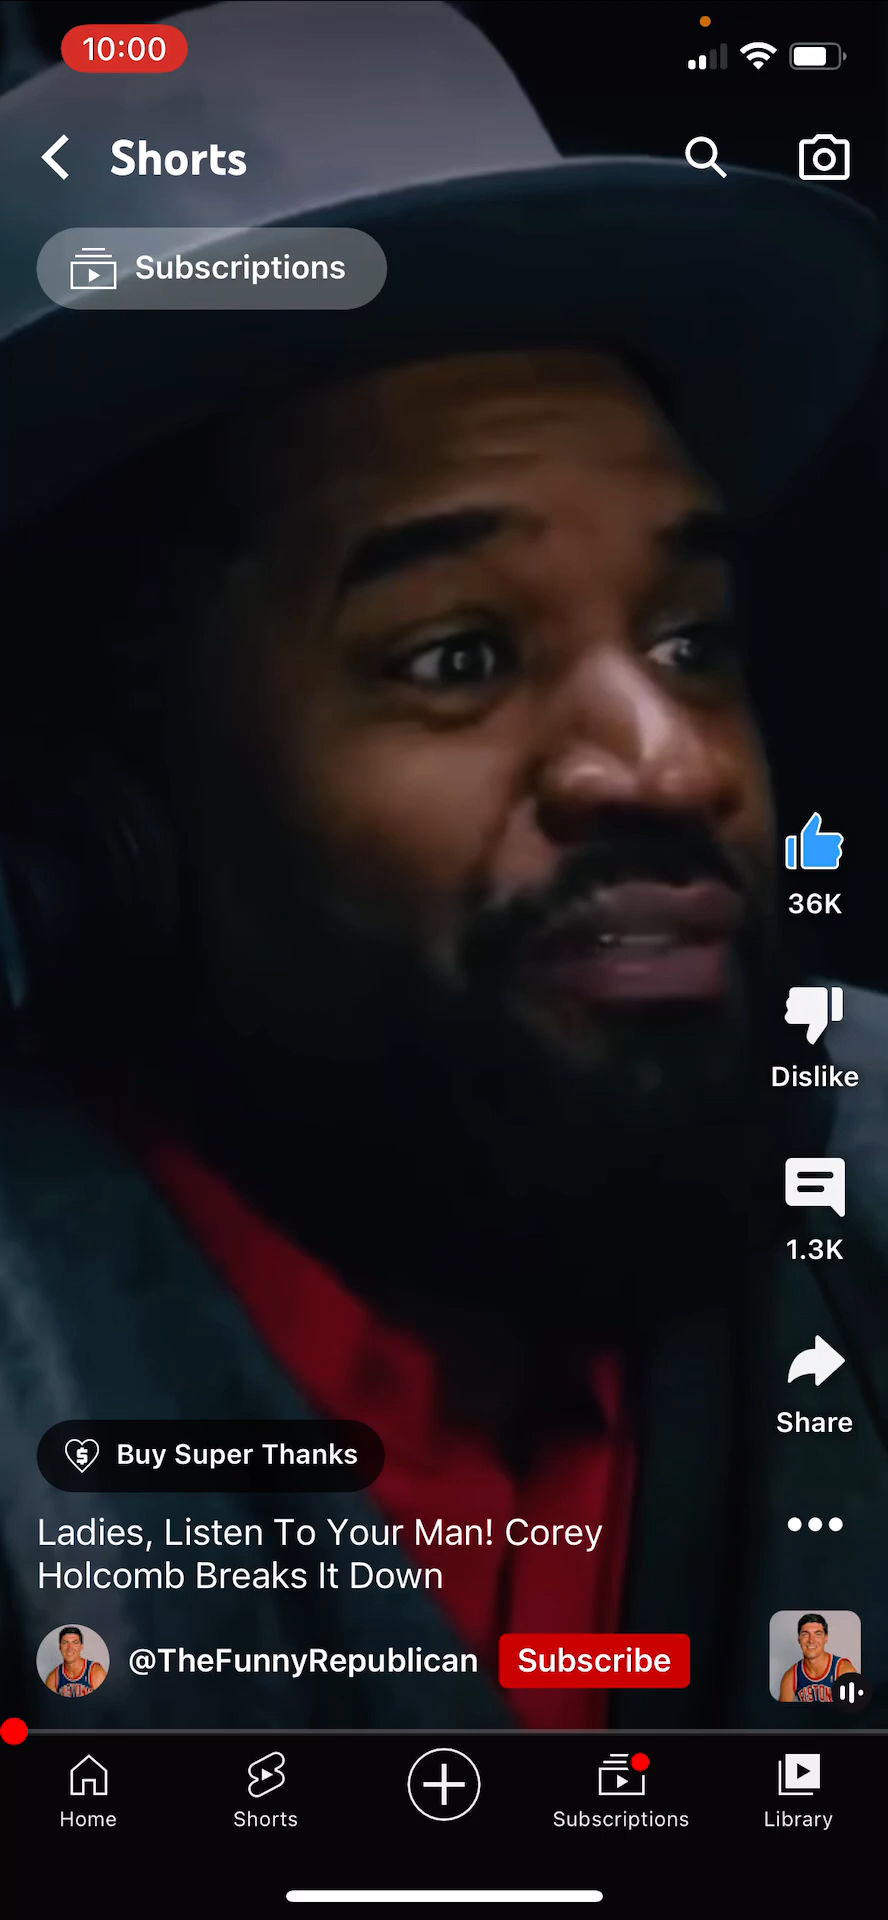 10:00
Shorts
Subscriptions
36K
Dislike
1.3K
Share
Buy Super Thanks
Ladies, Listen To Your Man! Corey
Holcomb Breaks It Down
@TheFunnyRepublican
Subscribe
Home
Shorts
Subscriptions
Library